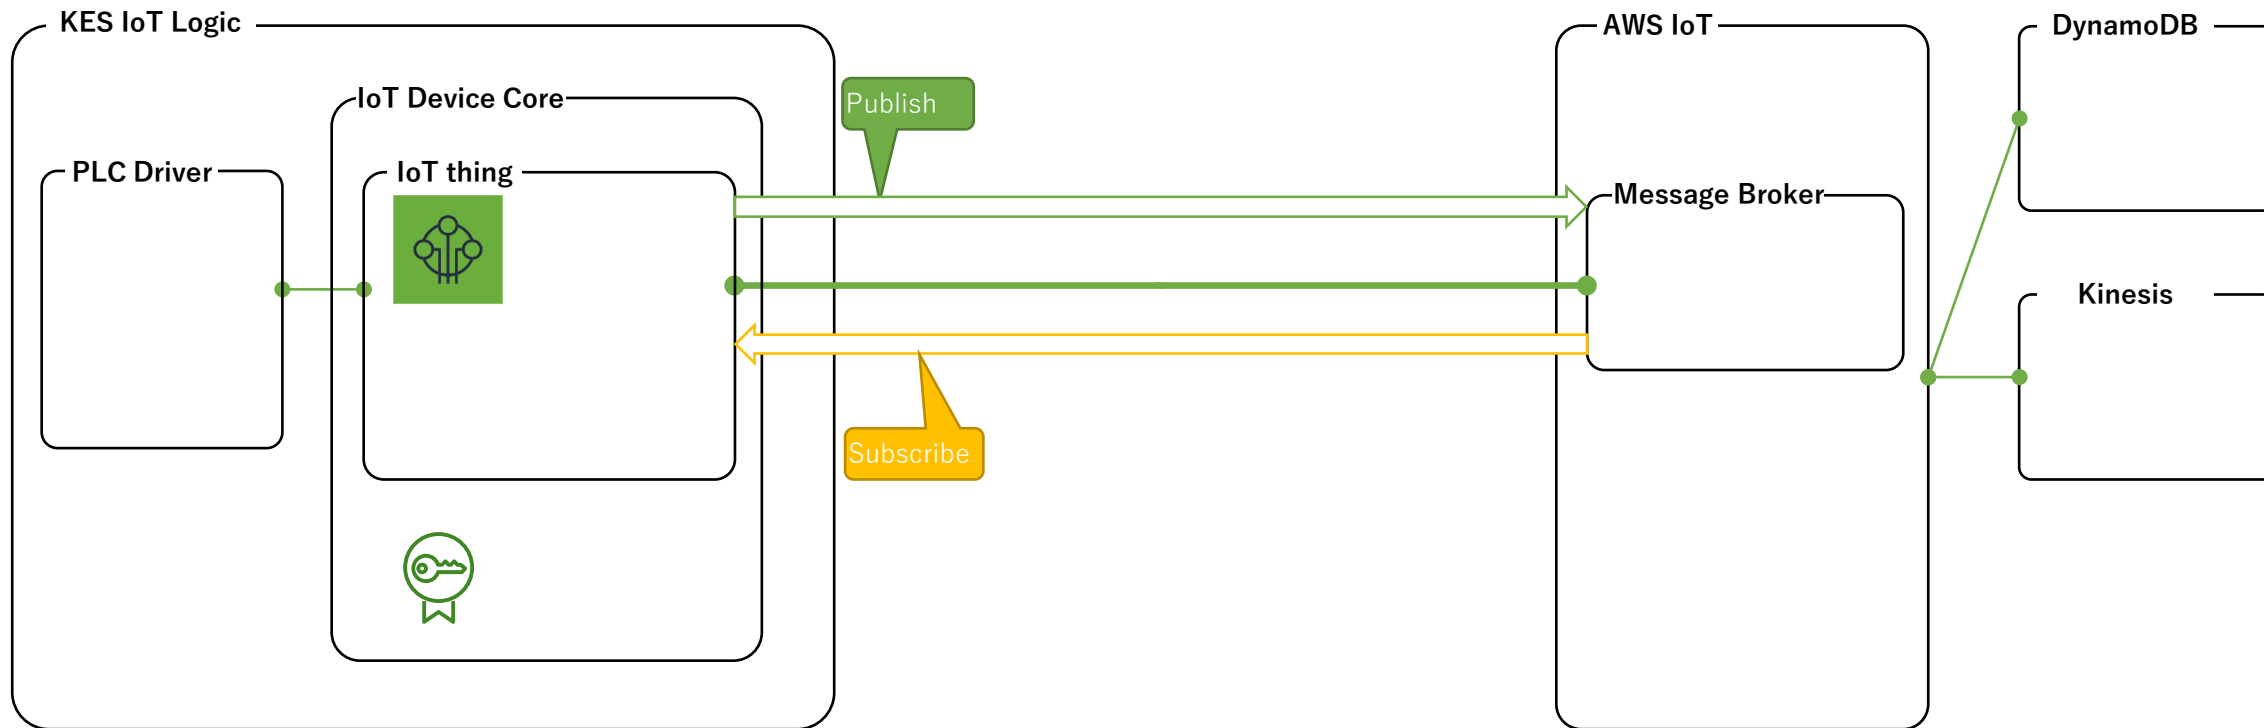 KES IoT Logic
AWS IoT
DynamoDB
IoT Device Core
Publish
PLC Driver
IoT thing
Message Broker
Kinesis
Subscribe